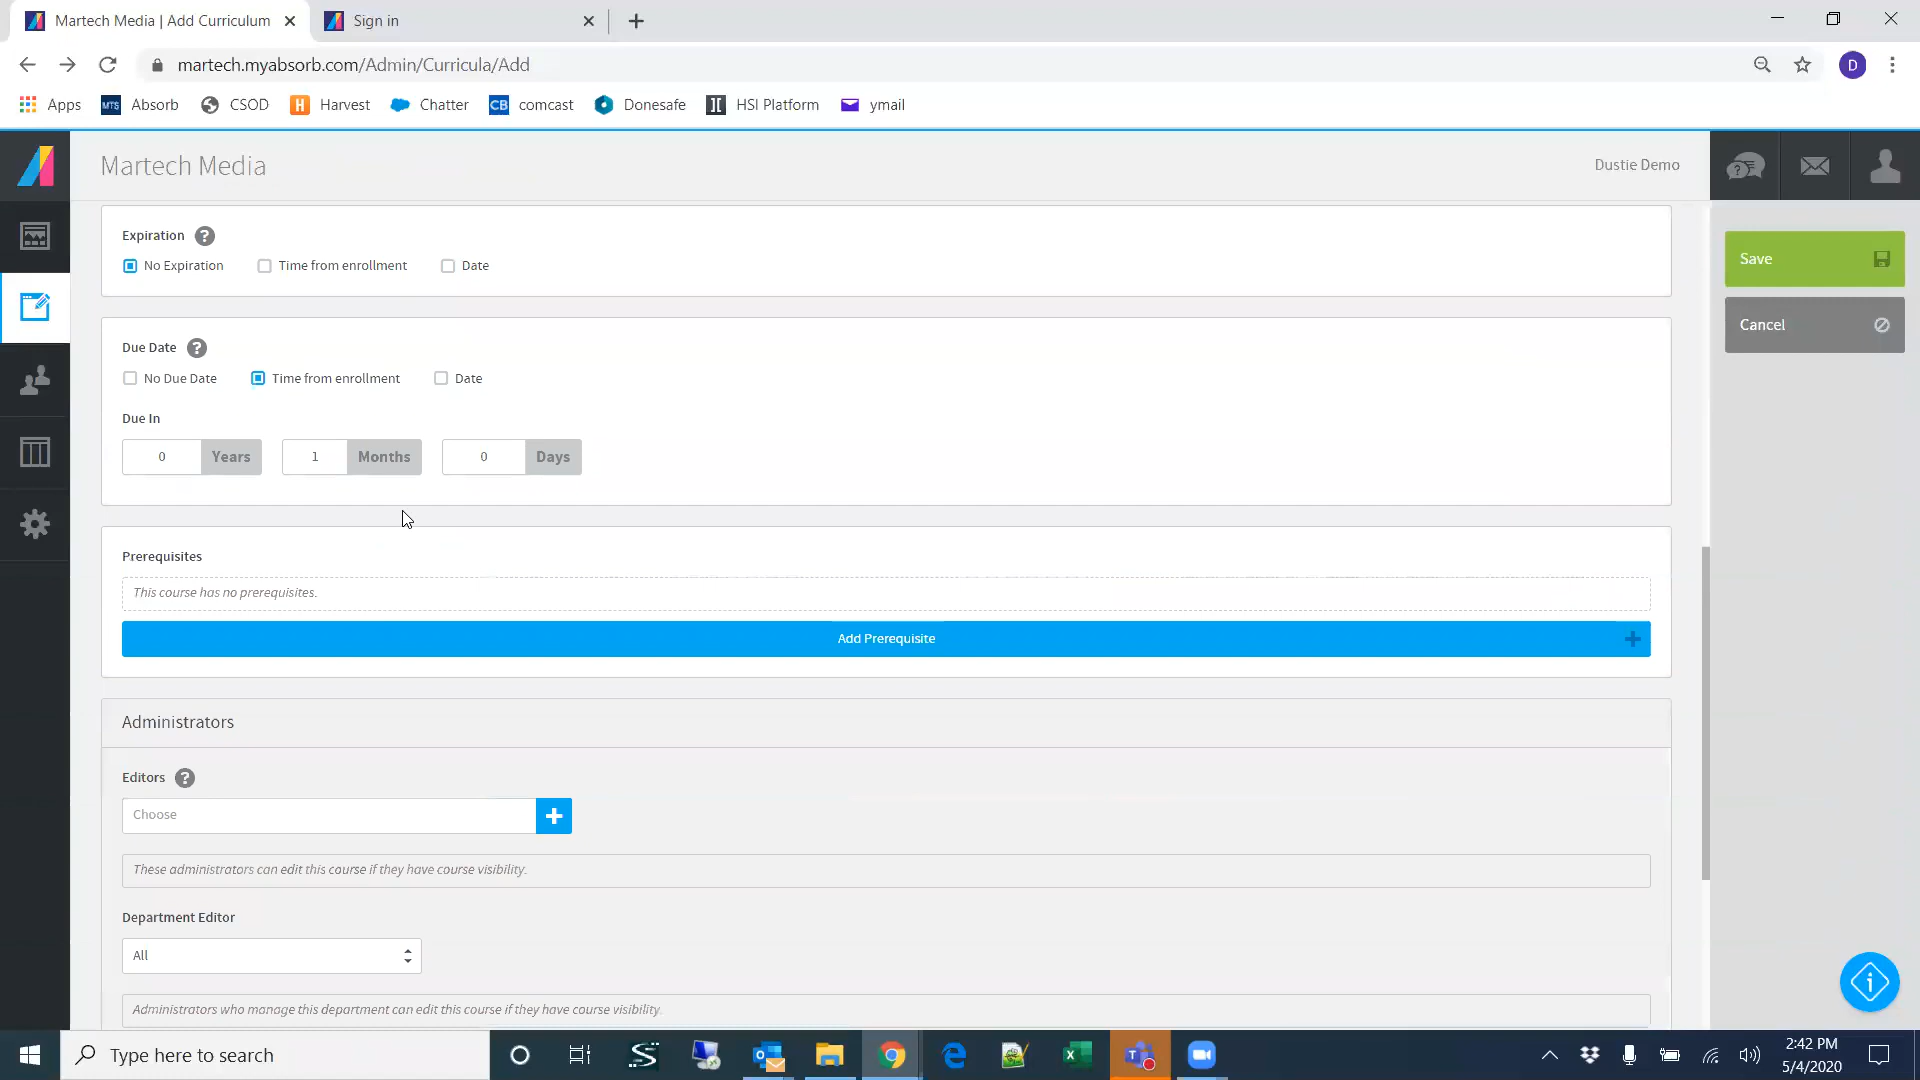 Martech Media | Add Curriculum
Sign in
martech.myabsorb.com/Admin/Curricula/Add
D
Apps
MTS Absorb
CSOD
H Harvest
Chatter
CB comcast
Donesafe
HSI Platform
ymail
Martech Media
Dustie Demo
Expiration ?
No Expiration
Time from enrollment
Date
Save
Cancel
Due Date ?
No Due Date
Time from enrollment
Date
Due In
0 Years
1 Months
0 Days
Prerequisites
This course has no prerequisites.
Add Prerequisite
Administrators
Editors ?
Choose
These administrators can edit this course if they have course visibility.
Department Editor
All
Administrators who manage this department can edit this course if they have course visibility.
Type here to search
2:42 PM
5/4/2020